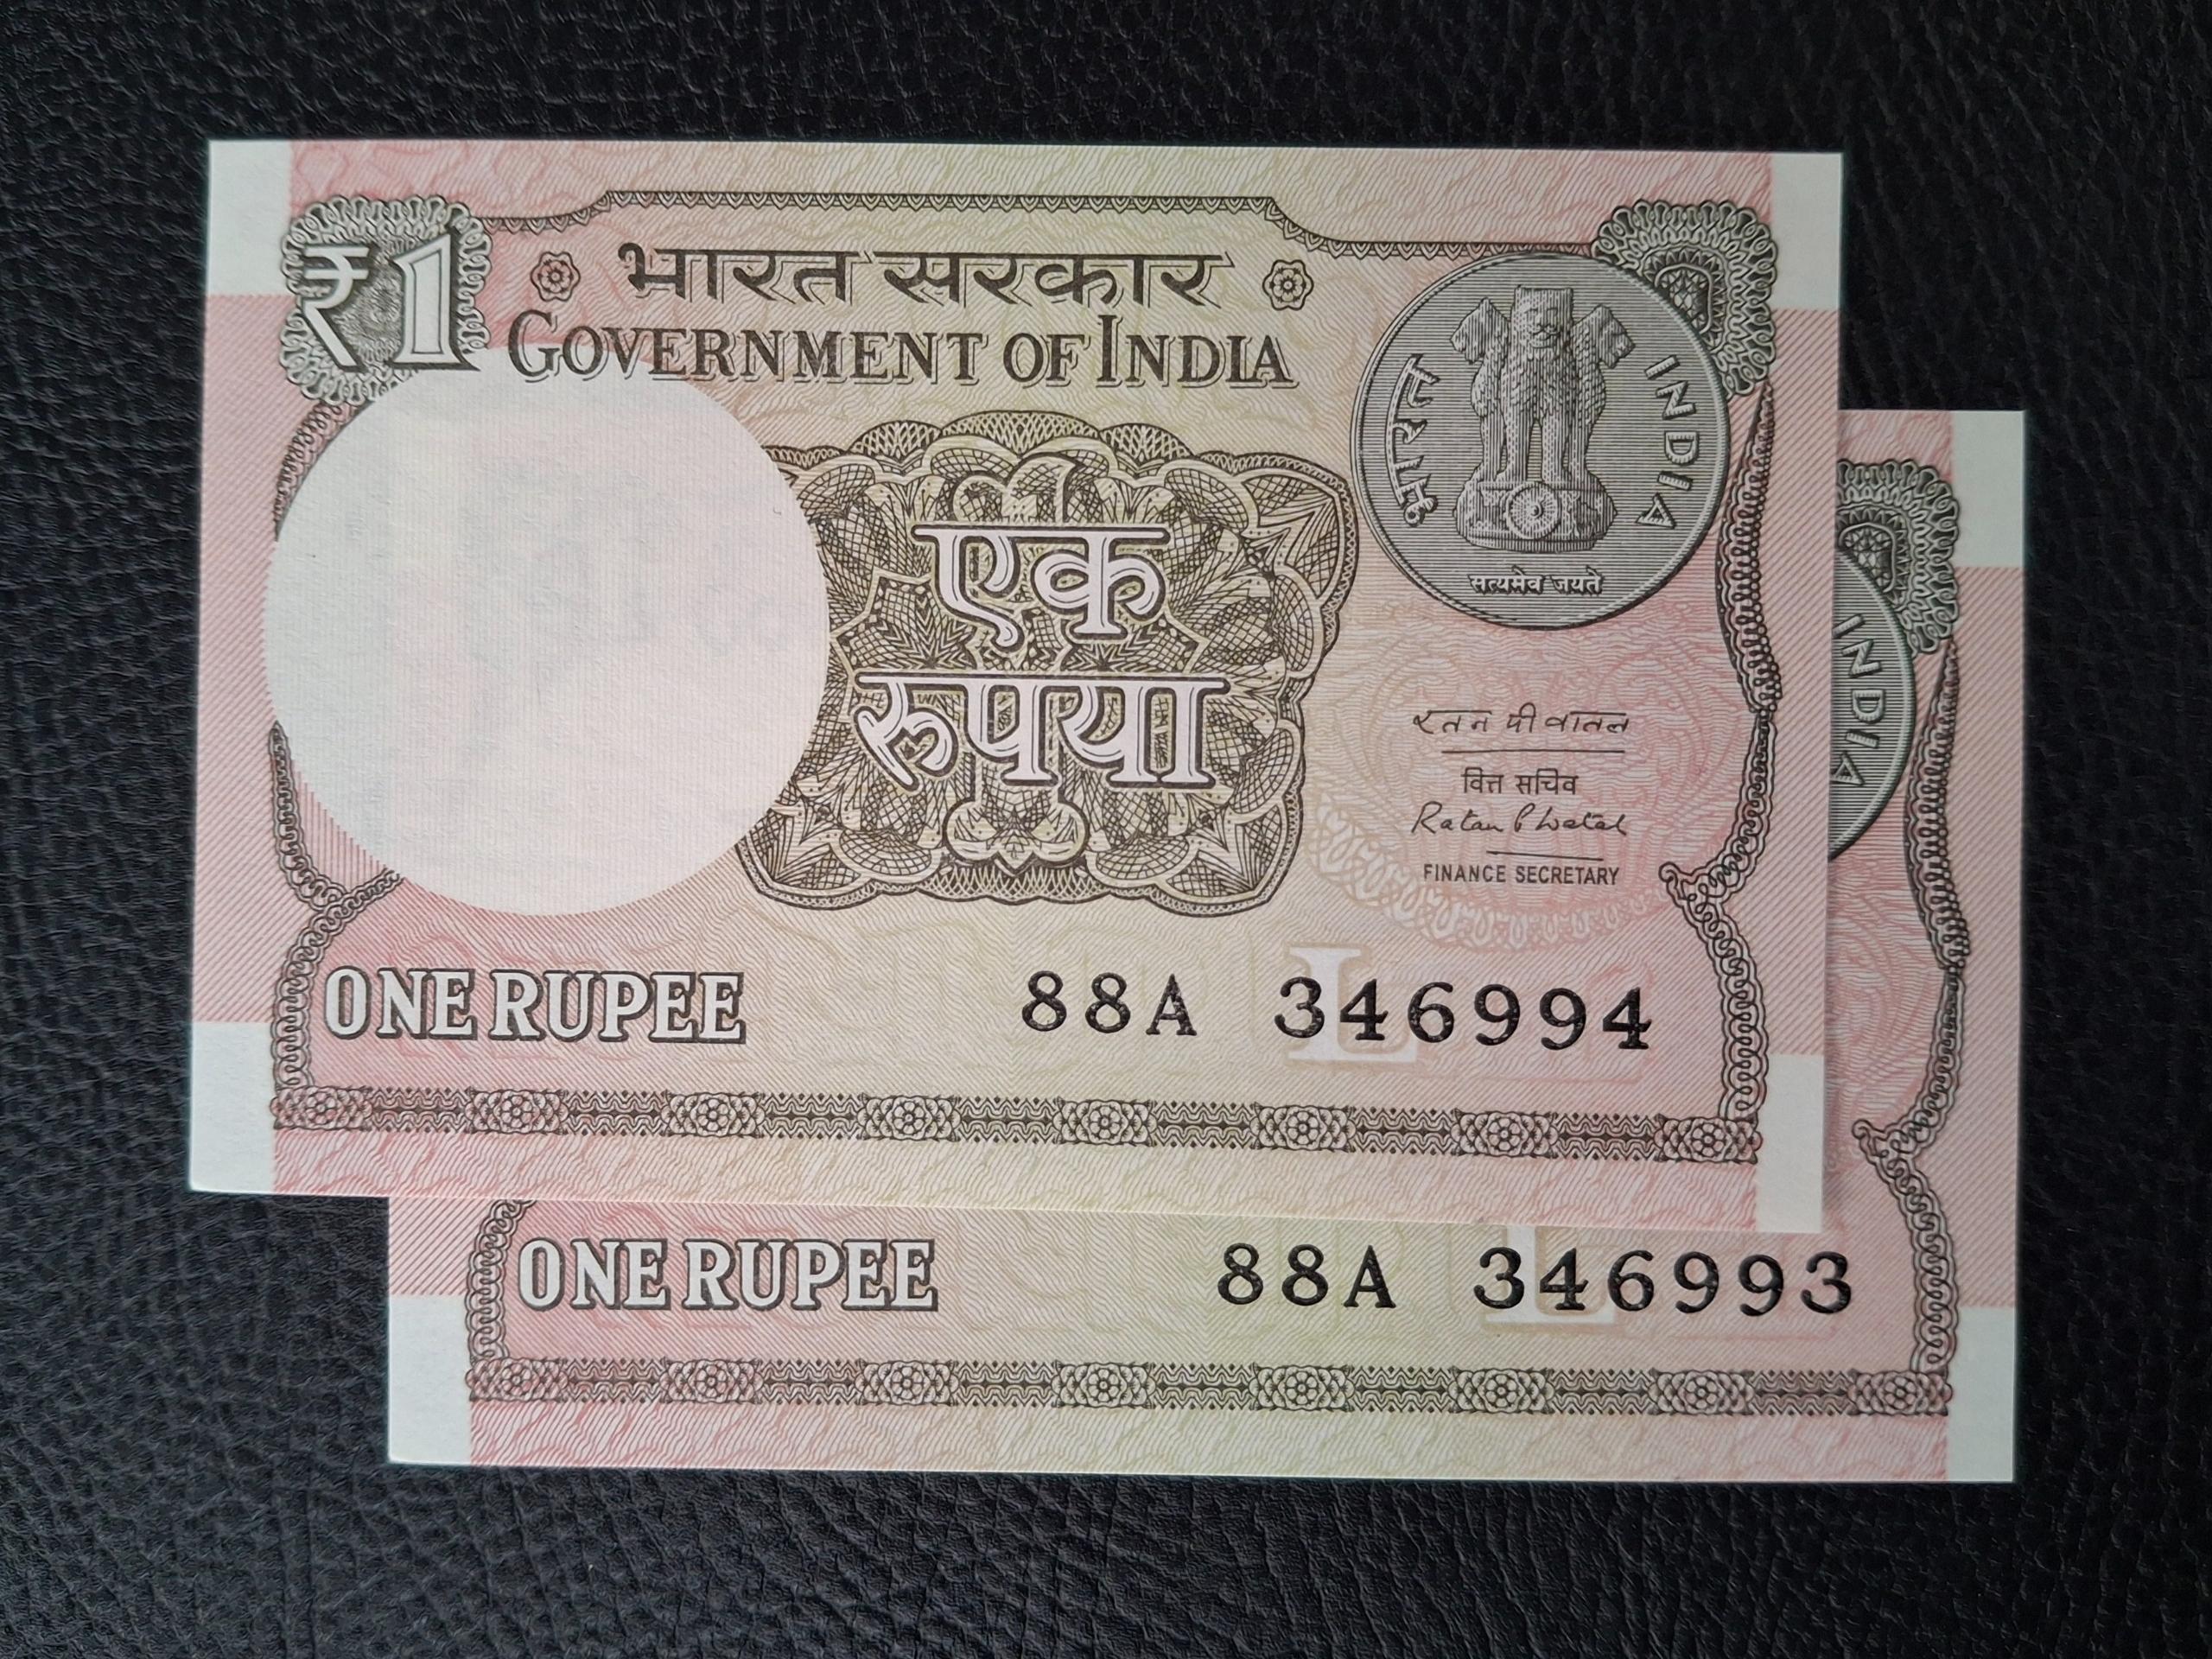 ₹1
भारत सरकार
GOVERNMENT OF INDIA
भारत
INDIA
सत्यमेव जयते
एक
रुपया
रतन पी वातल
वित्त सचिव
Ratan P Watal
FINANCE SECRETARY
L
ONE RUPEE
88A 346994
INDIA
L
ONE RUPEE
88A 346993